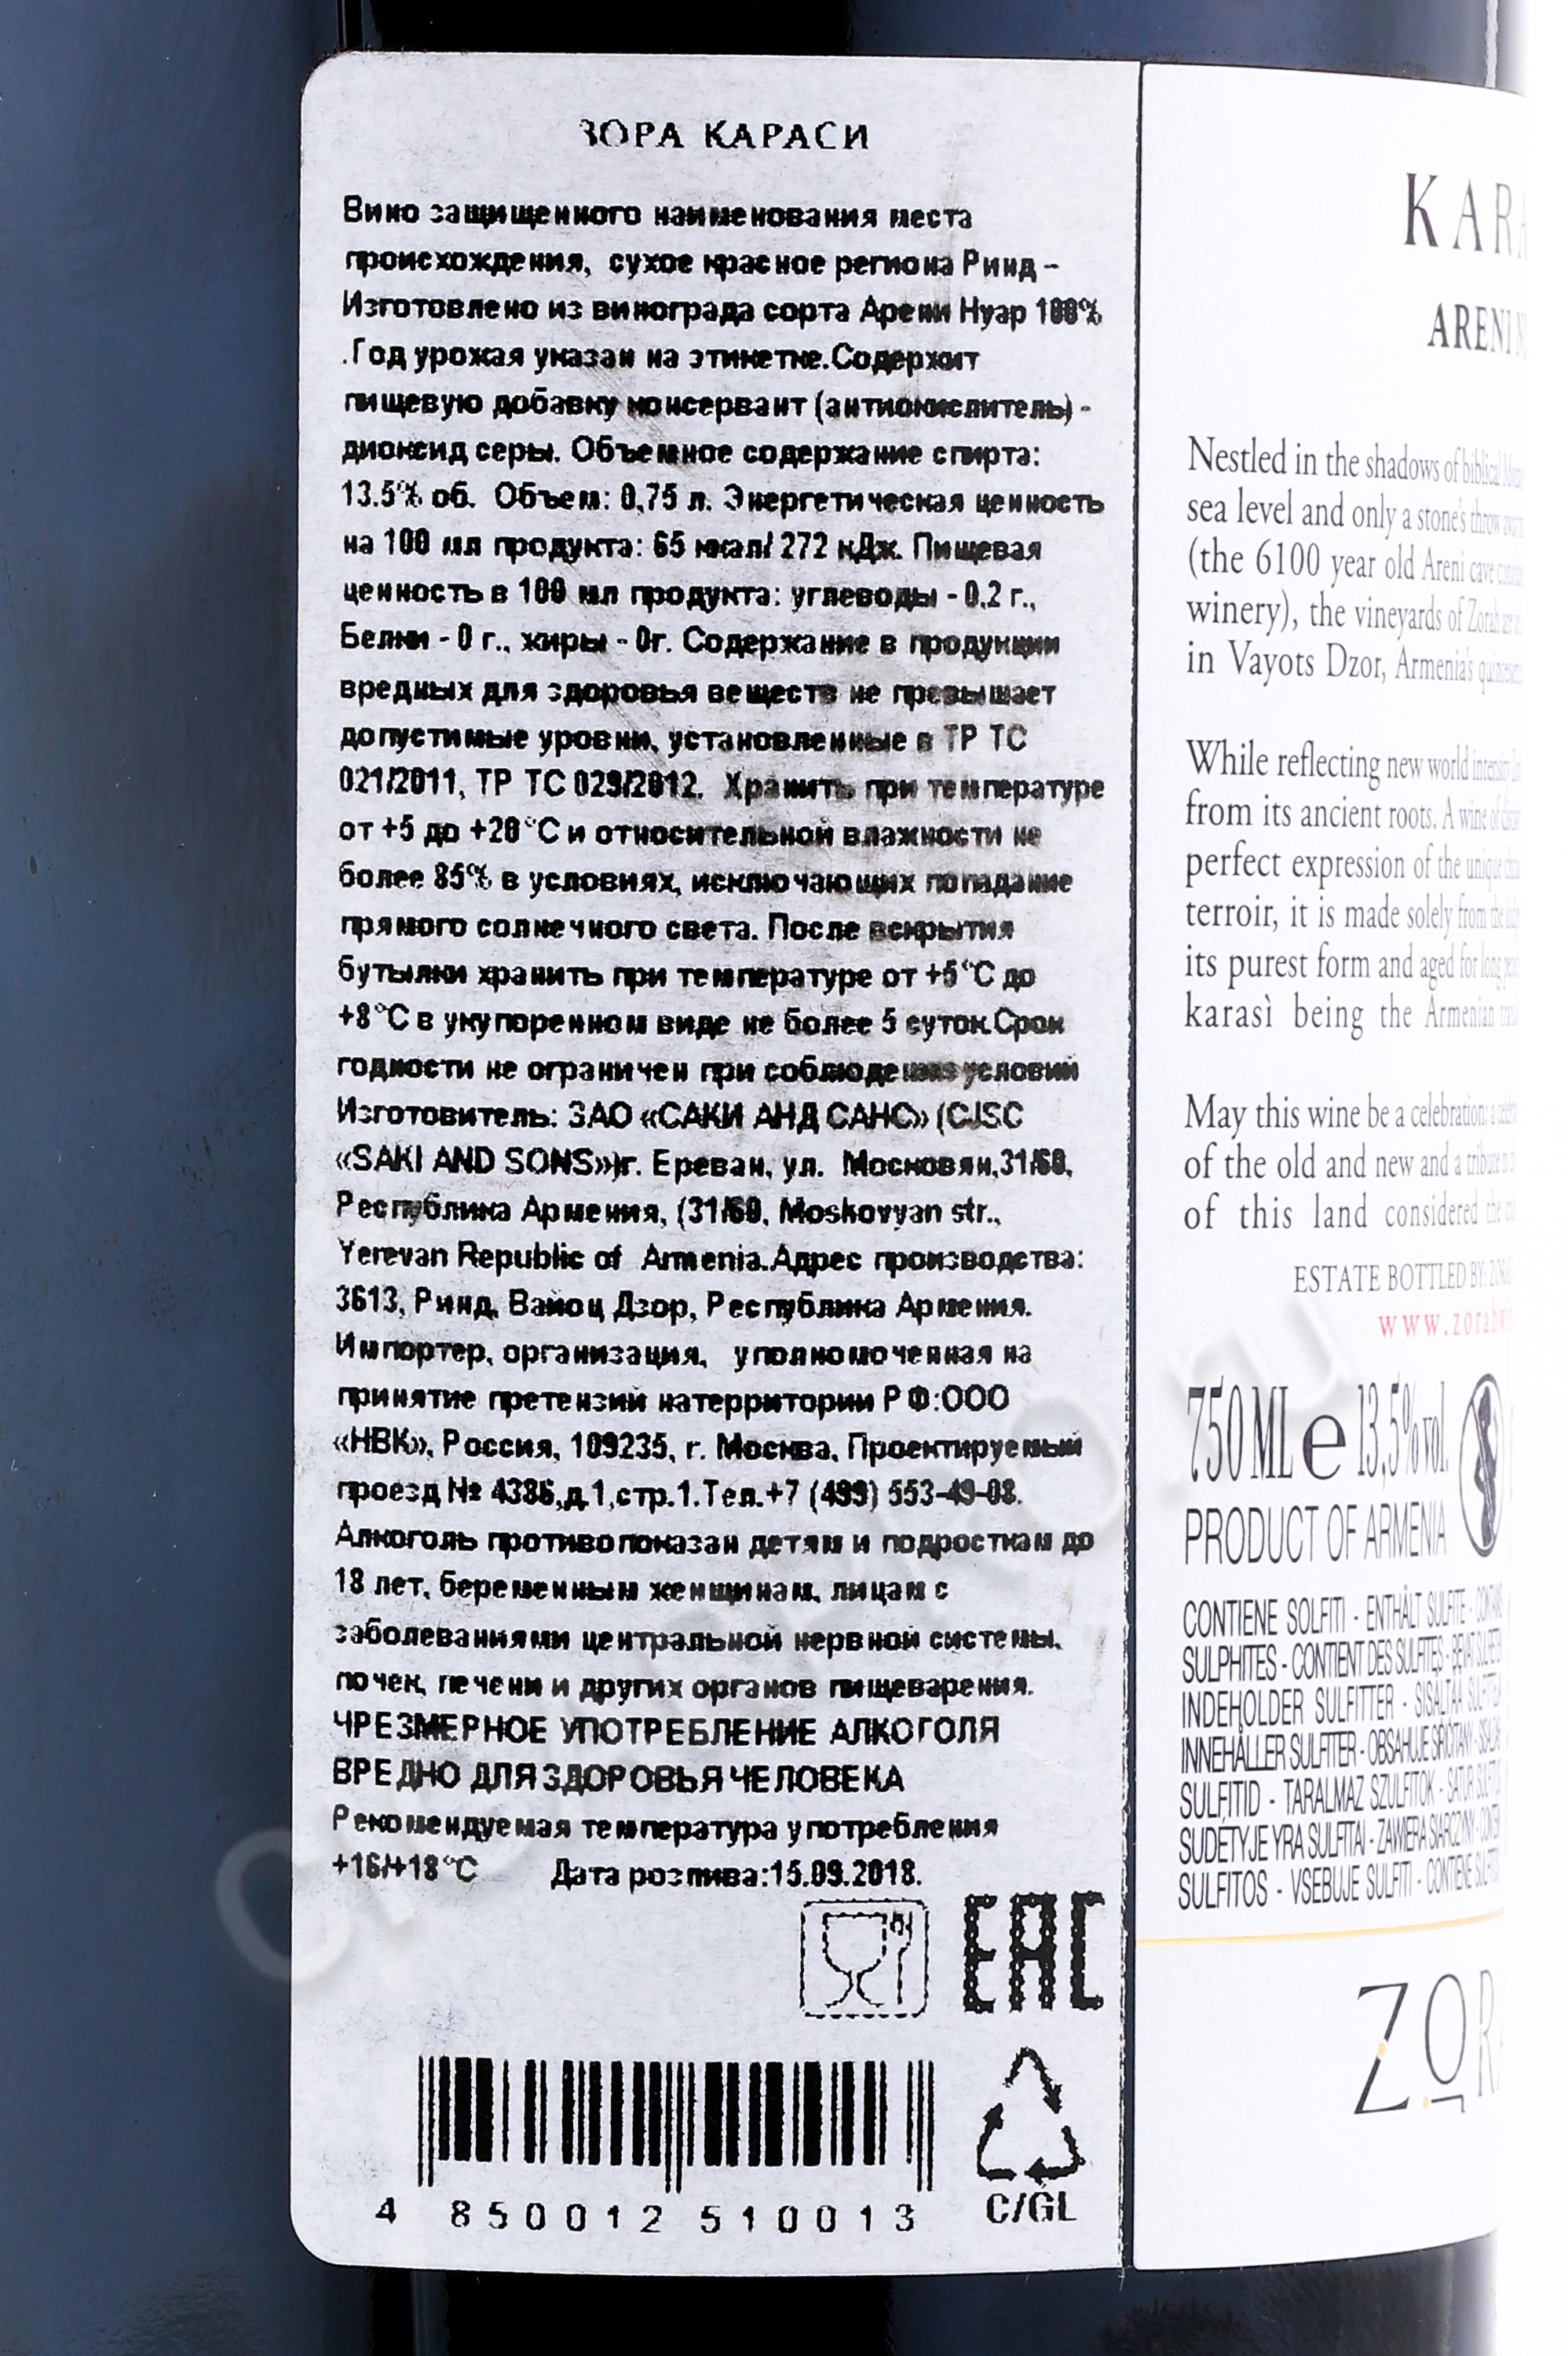 ЗОРА КАРАСИ
Вино защищенного наименования места
происхождения, сухое красное региона Ринд –
Изготовлено из винограда сорта Арени Нуар 100%
.Год урожая указан на этикетке.Содержит
пищевую добавку консервант (антиокислитель) -
диоксид серы. Объемное содержание спирта:
13.5% об. Объем: 0,75 л. Энергетическая ценность
на 100 мл продукта: 65 ккал/ 272 кДж. Пищевая
ценность в 100 мл продукта: углеводы - 0.2 г.,
Белки - 0 г., жиры - 0г. Содержание в продукции
вредных для здоровья веществ не превышает
допустимые уровни, установленные в ТР ТС
021/2011, ТР ТС 029/2012. Хранить при температуре
от +5 до +20°С и относительной влажности не
более 85% в условиях, исключающих попадание
прямого солнечного света. После вскрытия
бутылки хранить при температуре от +5°С до
+8°С в укупоренном виде не более 5 суток.Срок
годности не ограничен при соблюдении условий
Изготовитель: ЗАО «САКИ АНД САНС» (CJSC
«SAKI AND SONS»)г. Ереван, ул. Московян,31/60,
Республика Армения, (31/60, Moskovyan str.,
Yerevan Republic of Armenia.Адрес производства:
3613, Ринд, Вайоц Дзор, Республика Армения.
Импортер, организация, уполномоченная на
принятие претензий натерритории РФ:ООО
«НВК», Россия, 109235, г. Москва, Проектируемый
проезд № 4386,д.1,стр.1.Тел.+7 (499) 553-49-08.
Алкоголь противопоказан детям и подросткам до
18 лет, беременным женщинам, лицам с
заболеваниями центральной нервной системы,
почек, печени и других органов пищеварения.
ЧРЕЗМЕРНОЕ УПОТРЕБЛЕНИЕ АЛКОГОЛЯ
ВРЕДНО ДЛЯ ЗДОРОВЬЯ ЧЕЛОВЕКА
Рекомендуемая температура употребления
+16/+18°С Дата розлива:15.09.2018.
EAC
4 850012 510013
C/GL
KARA
ARENI
Nestled in the shadows of biblical
sea level and only a stone's throw
(the 6100 year old Areni cave
winery), the vineyards of Zorah
in Vayots Dzor, Armenia's
While reflecting new world
from its ancient roots. A wine of
perfect expression of the unique
terroir, it is made solely from the
its purest form and aged for long
karasì being the Armenian
May this wine be a celebration;
of the old and new and a tribute
of this land considered the
ESTATE BOTTLED BY:
www.zorah
750 ML e 13,5% vol.
PRODUCT OF ARMENIA
CONTIENE SOLFITI - ENTHÄLT SULFITE -
SULPHITES - CONTIENT DES SULFITES - BEVAT
INDEHOLDER SULFITTER - SISÄLTÄÄ
INNEHÅLLER SULFITER - OBSAHUJE
SULFITID - TARALMAZ SZULFITOK - SATUR
SUDĖTYJE YRA SULFITAI - ZAWIERA SIARCZYNY
SULFITOS - VSEBUJE SULFITI - CONTIENE
ZOR